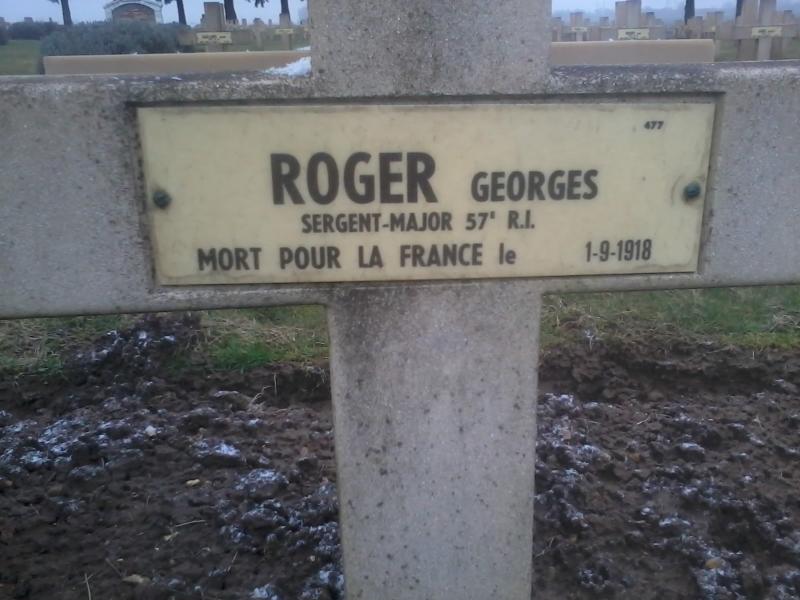 477
ROGER GEORGES
SERGENT-MAJOR 57e R.I.
MORT POUR LA FRANCE le 1-9-1918